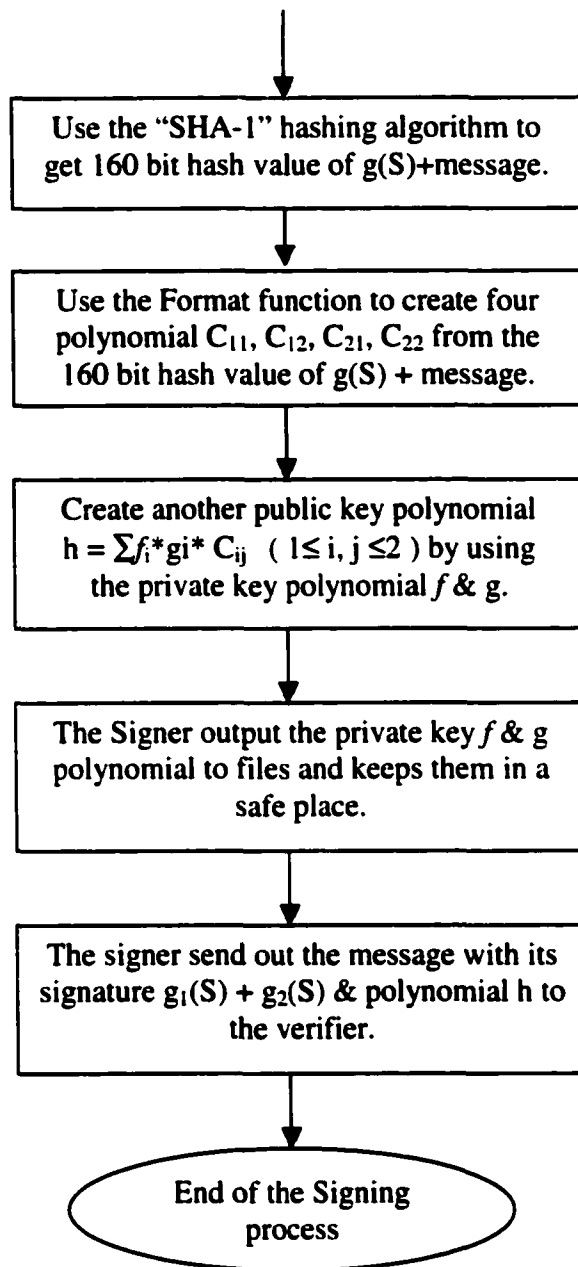 Use the “SHA-1” hashing algorithm to
get 160 bit hash value of g(S)+message.
Use the Format function to create four
polynomial C₁₁, C₁₂, C₂₁, C₂₂ from the
160 bit hash value of g(S) + message.
Create another public key polynomial
h = ∑fᵢ*gi* Cᵢⱼ ( 1≤ i, j ≤2 ) by using
the private key polynomial f & g.
The Signer output the private key f & g
polynomial to files and keeps them in a
safe place.
The signer send out the message with its
signature g₁(S) + g₂(S) & polynomial h to
the verifier.
End of the Signing
process